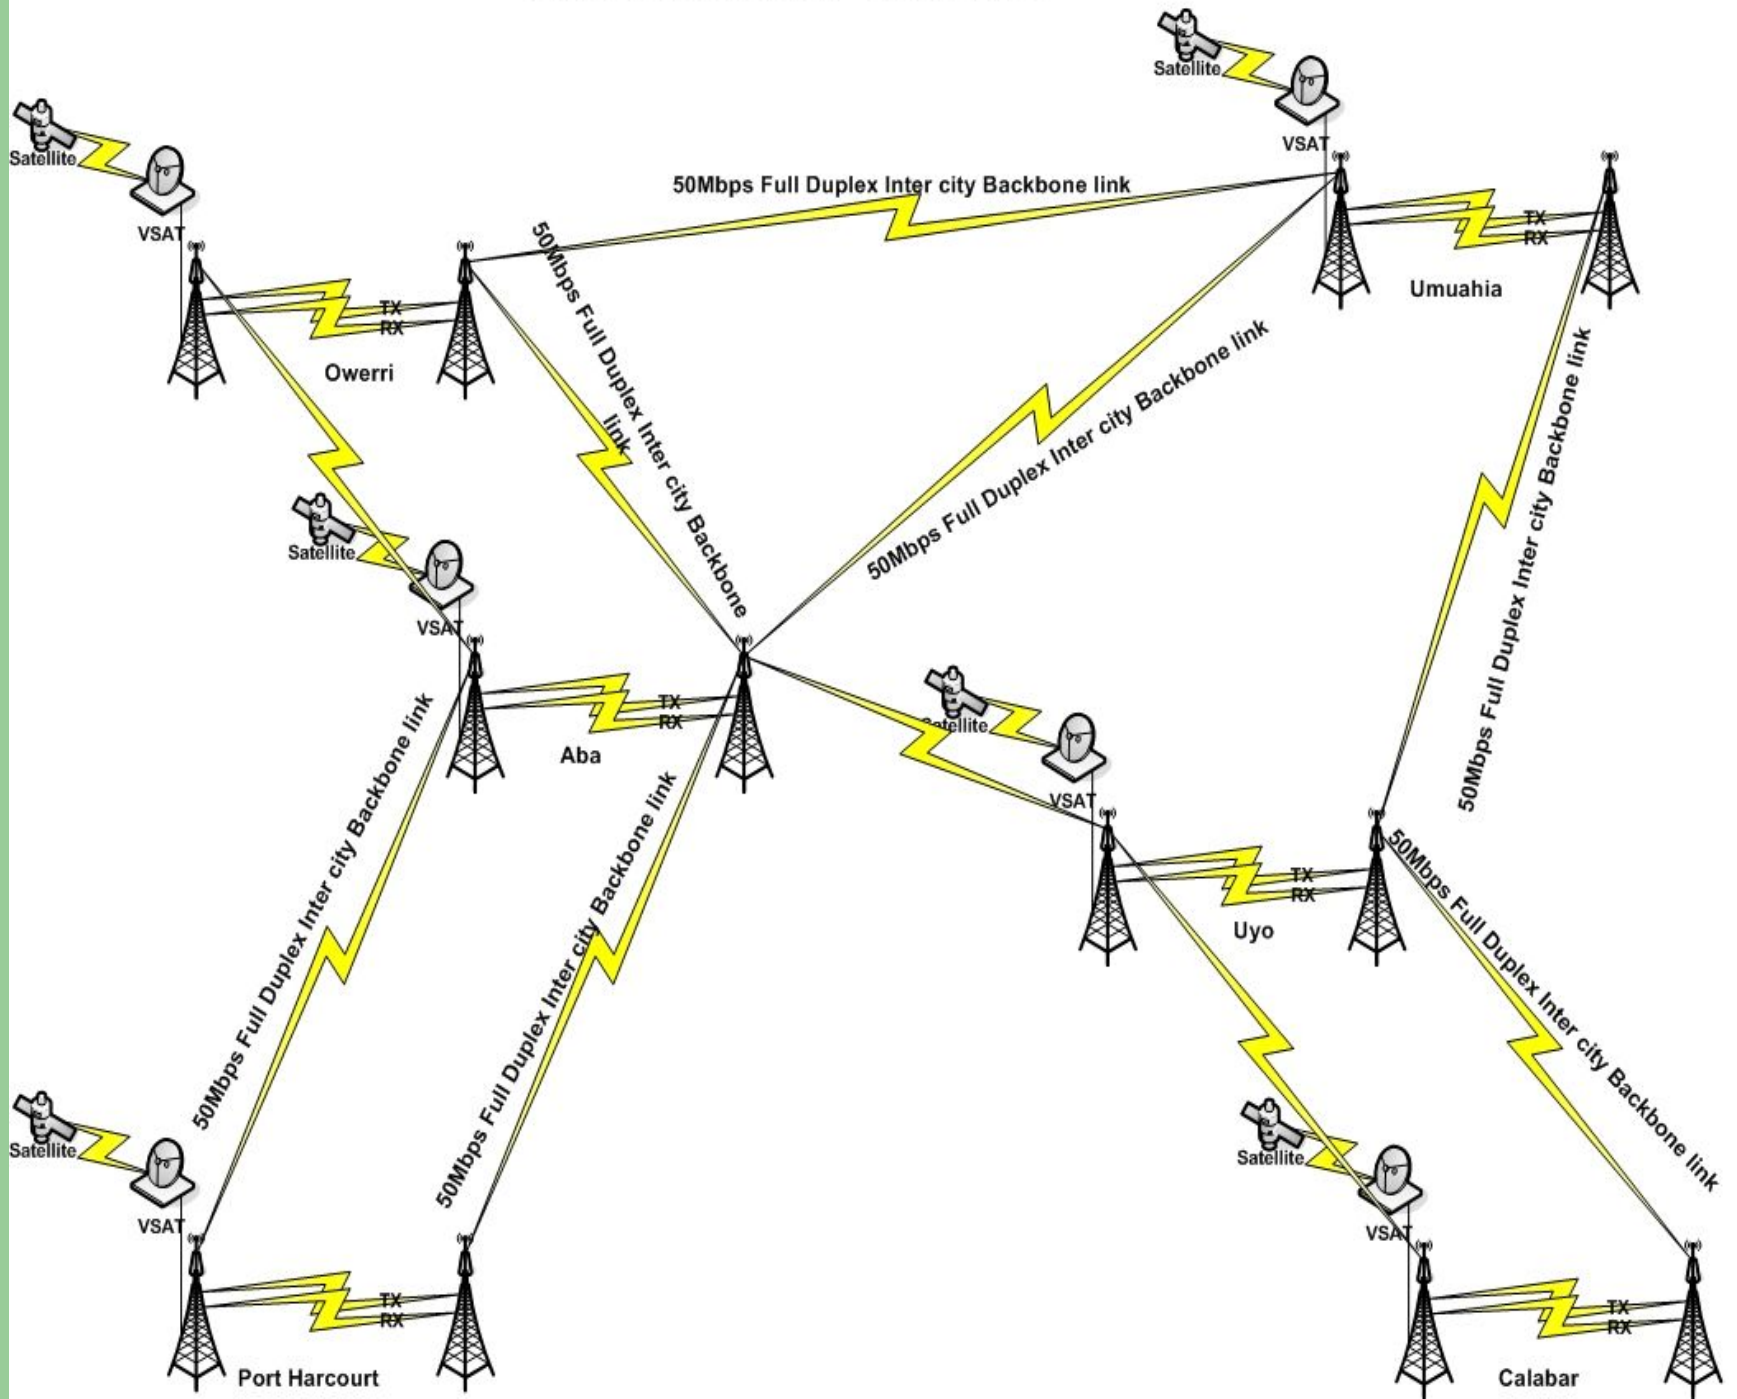 Satellite
VSAT
Satellite
VSAT
50Mbps Full Duplex Inter city Backbone link
TX
RX
Umuahia
TX
RX
Owerri
50Mbps Full Duplex Inter city Backbone
link
50Mbps Full Duplex Inter city Backbone link
50Mbps Full Duplex Inter city Backbone link
Satellite
VSAT
TX
RX
Aba
Satellite
VSAT
TX
RX
Uyo
50Mbps Full Duplex Inter city Backbone link
50Mbps Full Duplex Inter city Backbone link
50Mbps Full Duplex Inter city Backbone link
Satellite
VSAT
TX
RX
Port Harcourt
Satellite
VSAT
TX
RX
Calabar